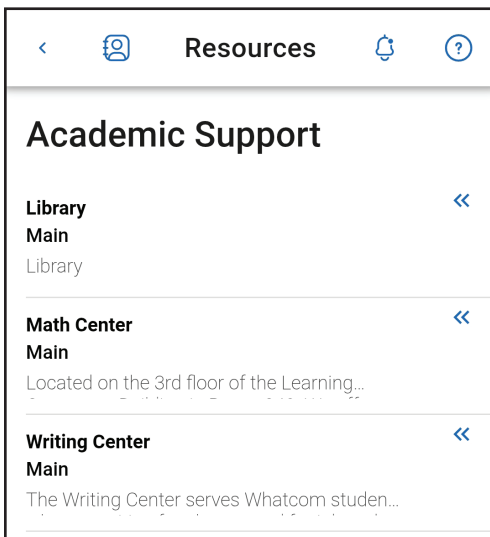 Resources
Academic Support
Library
Main
Library
Math Center
Main
Located on the 3rd floor of the Learning...
Writing Center
Main
The Writing Center serves Whatcom studen...